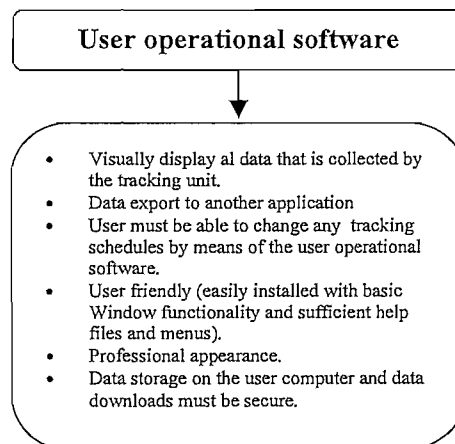 User operational software
• Visually display al data that is collected by
the tracking unit.
• Data export to another application
• User must be able to change any tracking
schedules by means of the user operational
software.
• User friendly (easily installed with basic
Window functionality and sufficient help
files and menus).
• Professional appearance.
• Data storage on the user computer and data
downloads must be secure.